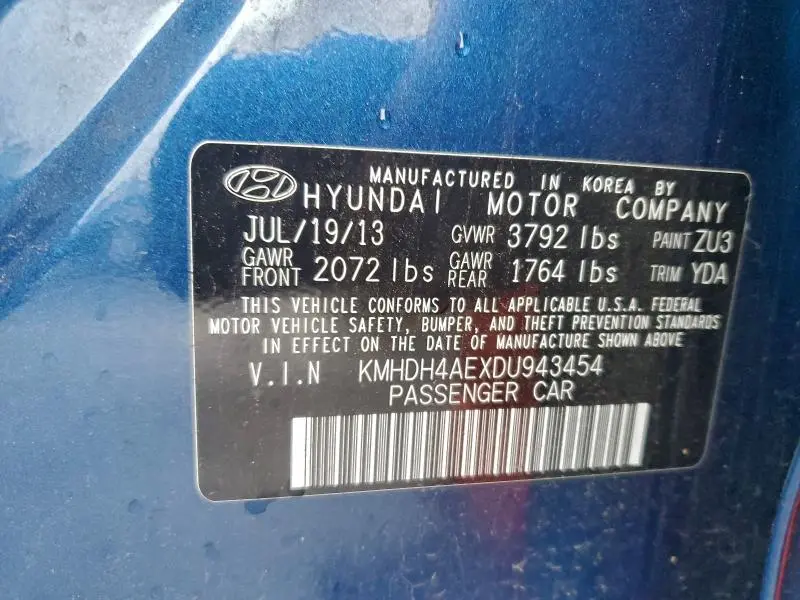 MANUFACTURED IN KOREA BY
HYUNDAI MOTOR COMPANY
JUL/19/13 GVWR 3792 lbs PAINT ZU3
GAWR FRONT 2072 lbs GAWR REAR 1764 lbs TRIM YDA
THIS VEHICLE CONFORMS TO ALL APPLICABLE U.S.A. FEDERAL
MOTOR VEHICLE SAFETY, BUMPER, AND THEFT PREVENTION STANDARDS
IN EFFECT ON THE DATE OF MANUFACTURE SHOWN ABOVE
V.I.N KMHDH4AEXDU943454
PASSENGER CAR